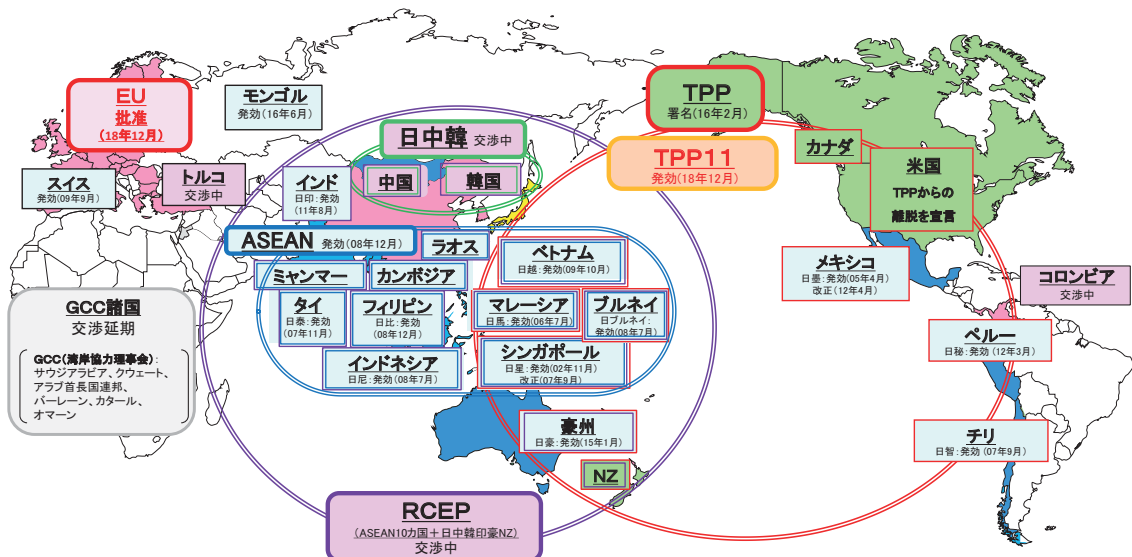 EU
批准
(18年12月)
モンゴル
発効(16年6月)
スイス
発効(09年9月)
トルコ
交渉中
日中韓 交渉中
中国
韓国
インド
日印:発効
(11年8月)
TPP
署名(16年2月)
TPP11
発効(18年12月)
カナダ
米国
TPPからの
離脱を宣言
ASEAN 発効(08年12月)
ラオス
ミャンマー
カンボジア
ベトナム
日越:発効(09年10月)
タイ
日泰:発効
(07年11月)
フィリピン
日比:発効
(08年12月)
マレーシア
日馬:発効(06年7月)
ブルネイ
日ブルネイ:
発効(08年7月)
インドネシア
日尼:発効(08年7月)
シンガポール
日星:発効(02年11月)
改正(07年9月)
メキシコ
日墨:発効(05年4月)
改正(12年4月)
コロンビア
交渉中
ペルー
日秘:発効(12年3月)
チリ
日智:発効(07年9月)
GCC諸国
交渉延期
GCC(湾岸協力理事会):
サウジアラビア、クウェート、
アラブ首長国連邦、
バーレーン、カタール、
オマーン
豪州
日豪:発効(15年1月)
NZ
RCEP
(ASEAN10カ国+日中韓印豪NZ)
交渉中